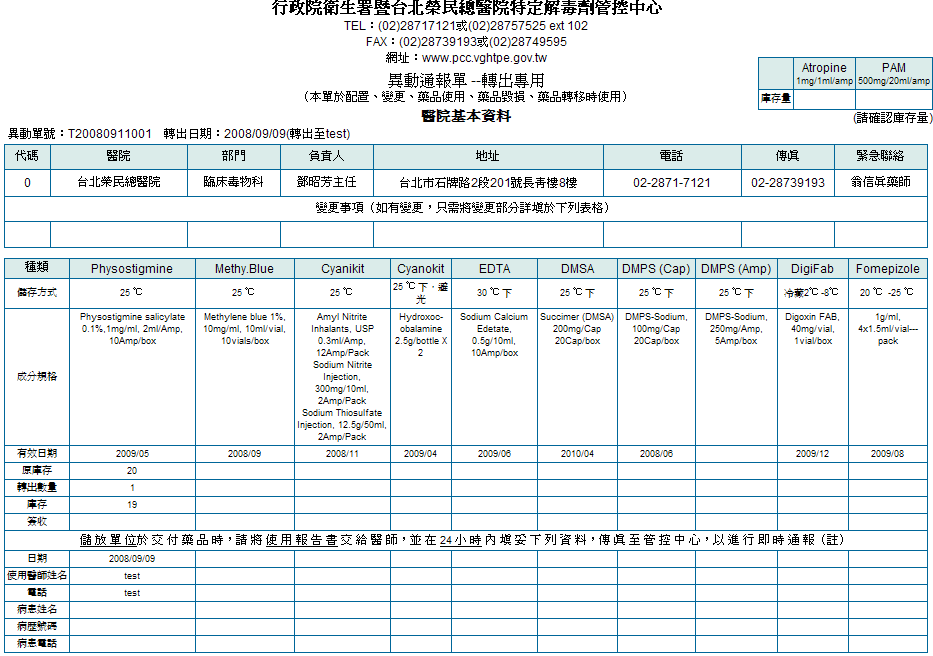 行政院衛生署暨台北榮民總醫院特定解毒劑管控中心
TEL：(02)28717121或(02)28757525 ext 102
FAX：(02)28739193或(02)28749595
網址：www.pcc.vghtpe.gov.tw
異動通報單 --轉出專用
（本單於配置、變更、藥品使用、藥品毀損、藥品轉移時使用）
醫院基本資料
Atropine 1mg/1ml/amp PAM 500mg/20ml/amp
庫存量
(請確認庫存量)
異動單號：T20080911001 轉出日期：2008/09/09(轉出至test)
代碼 醫院 部門 負責人 地址 電話 傳真 緊急聯絡
0 台北榮民總醫院 臨床毒物科 鄧昭芳主任 台北市石牌路2段201號長青樓8樓 02-2871-7121 02-28739193 翁信兵藥師
變更事項（如有變更，只需將變更部分詳填於下列表格）
種類 Physostigmine Methy.Blue Cyanikit Cyanokit EDTA DMSA DMPS (Cap) DMPS (Amp) DigiFab Fomepizole
儲存方式 25 ℃ 25 ℃ 25 ℃ 25 ℃下，避光 30 ℃下 25 ℃下 25 ℃下 25 ℃下 冷藏2℃ -8℃ 20 ℃ -25 ℃
成分規格
Physostigmine salicylate
0.1%,1mg/ml, 2ml/Amp,
10Amp/box
Methylene blue 1%,
10mg/ml, 10ml/vial,
10vials/box
Amyl Nitrite
Inhalants, USP
0.3ml/Amp,
12Amp/Pack
Sodium Nitrite
Injection,
300mg/10ml,
2Amp/Pack
Sodium Thiosulfate
Injection, 12.5g/50ml,
2Amp/Pack
Hydroxoc-
obalamine
2.5g/bottle X
2
Sodium Calcium
Edetate,
0.5g/10ml,
10Amp/box
Succimer (DMSA)
200mg/Cap
20Cap/box
DMPS-Sodium,
100mg/Cap
20Cap/box
DMPS-Sodium,
250mg/Amp,
5Amp/box
Digoxin FAB,
40mg/vial,
1vial/box
1g/ml,
4x1.5ml/vial---
pack
有效日期 2009/05 2008/09 2008/11 2009/04 2009/06 2010/04 2008/06 2009/12 2009/08
原庫存 20
轉出數量 1
庫存 19
簽收
儲放單位於交付藥品時，請將使用報告書交給醫師，並在24小時內填妥下列資料，傳真至管控中心，以進行即時通報（註）
日期 2008/09/09
使用醫師姓名 test
電話 test
病患姓名
病歷號碼
病患電話